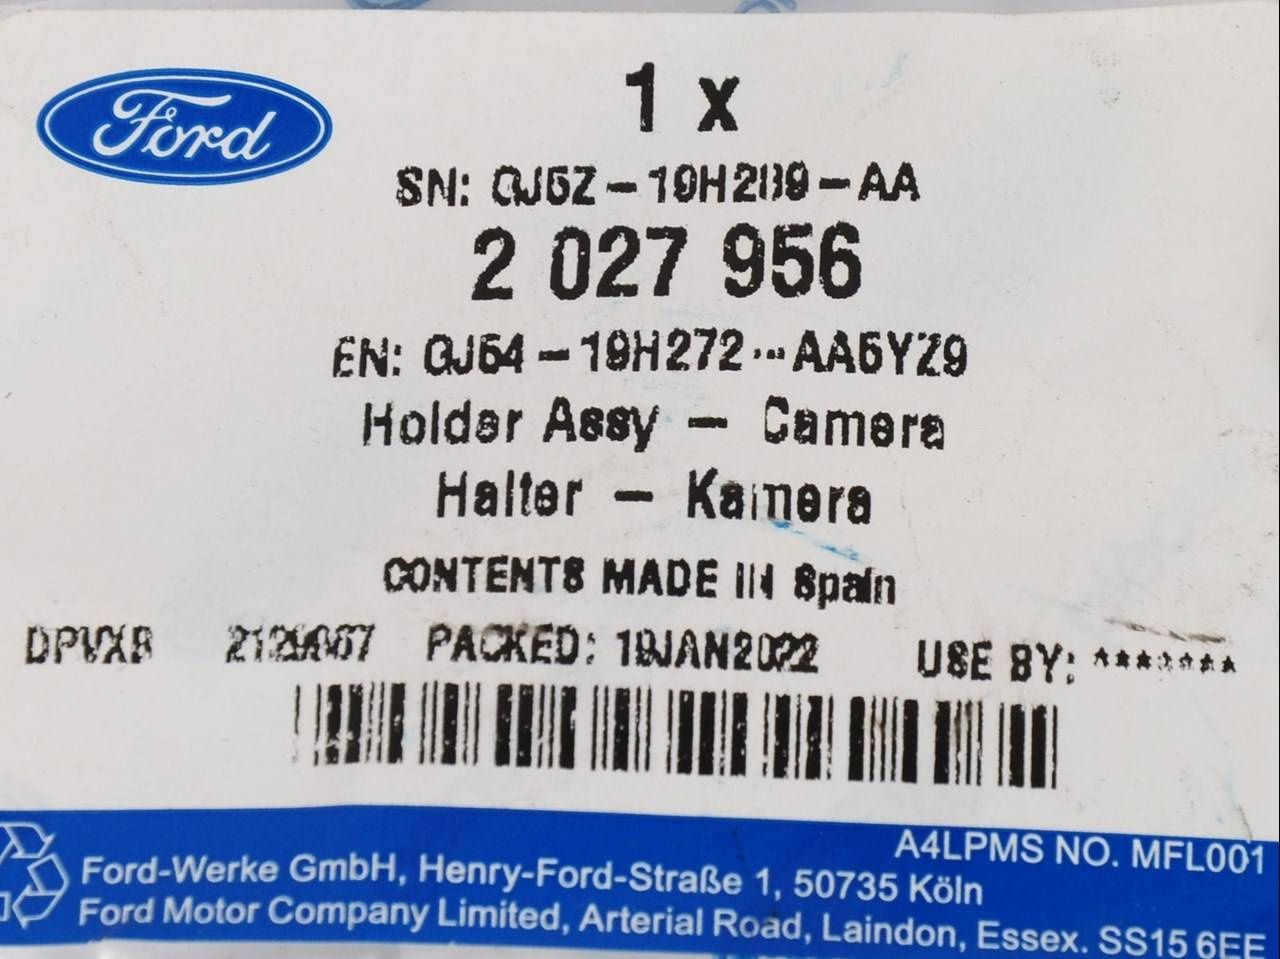 Ford
1 x
SN: GJ5Z-19H2B9-AA
2 027 956
EN: GJ54-19H272-AA5YZ9
Holder Assy - Camera
Halter - Kamera
CONTENTS MADE IN Spain
DPVXB PACKED: 19JAN2022 USE BY: *******
A4LPMS NO. MFL001
Ford-Werke GmbH, Henry-Ford-Straße 1, 50735 Köln
Ford Motor Company Limited, Arterial Road, Laindon, Essex. SS15 6EE